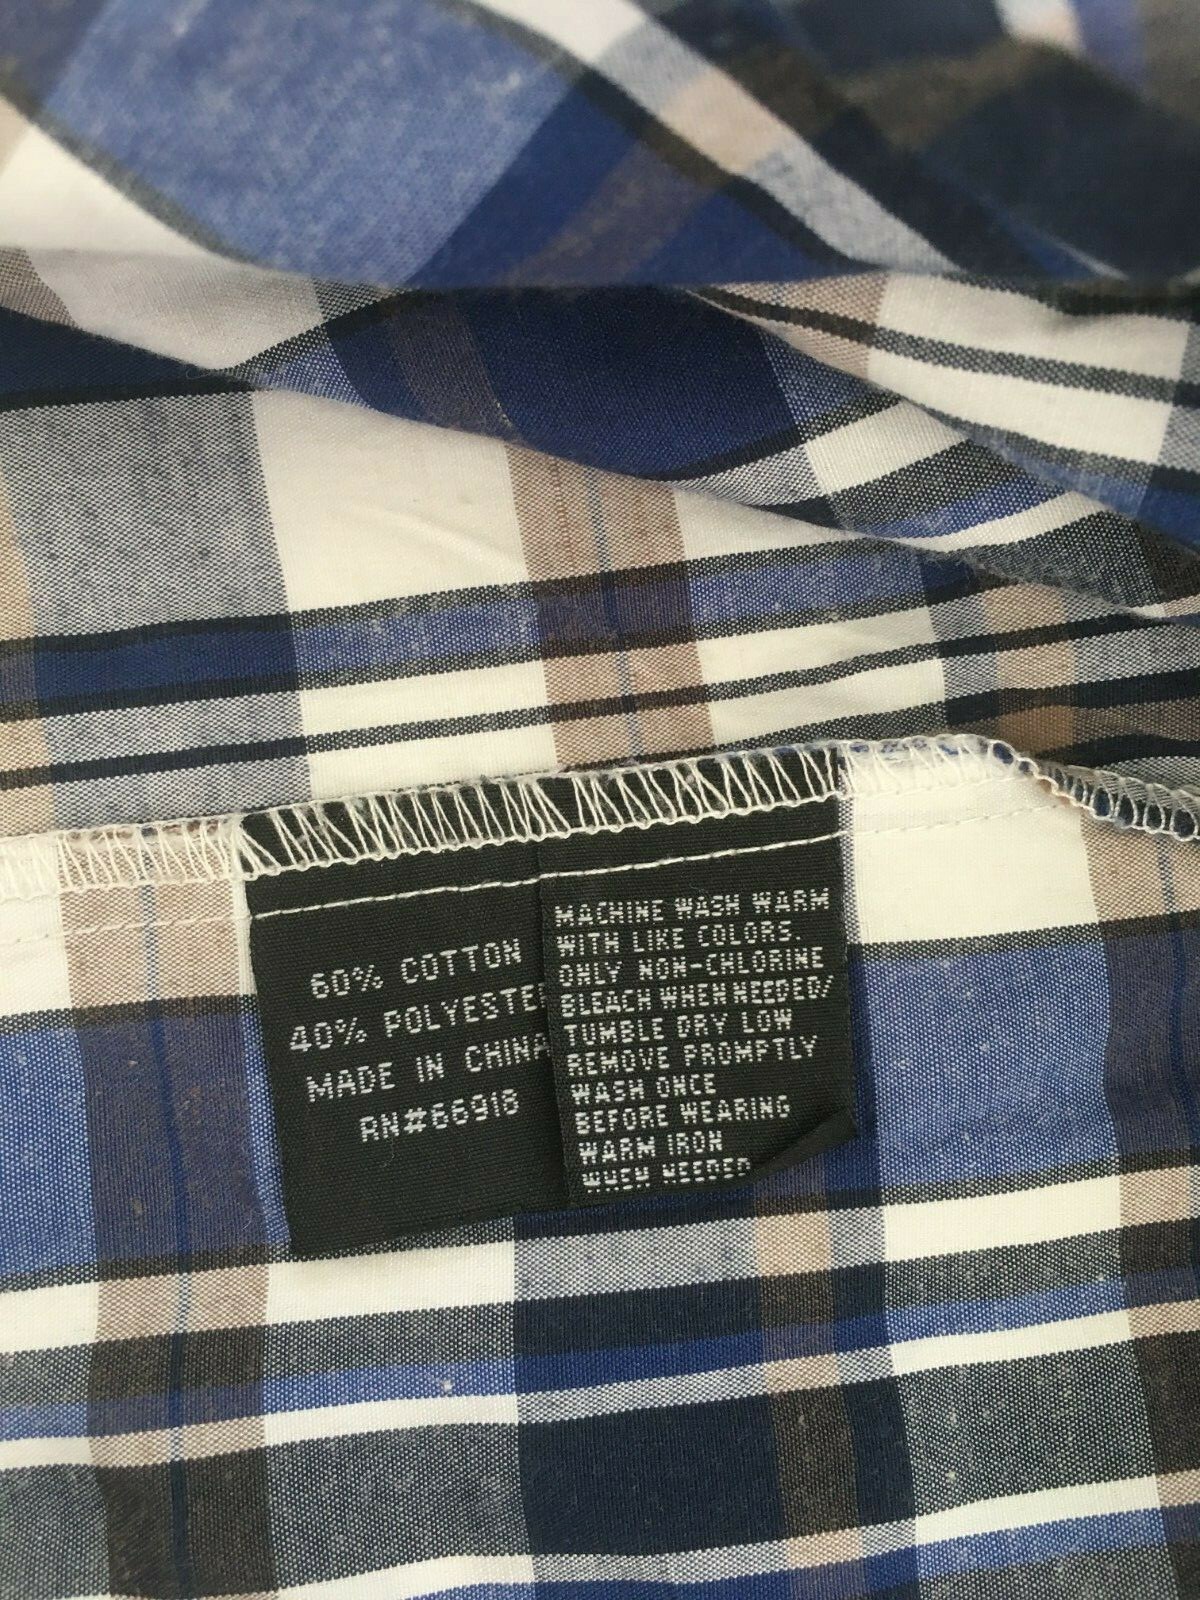 60% COTTON
40% POLYESTER
MADE IN CHINA
RN#66918
MACHINE WASH WARM
WITH LIKE COLORS.
ONLY NON-CHLORINE
BLEACH WHEN NEEDED/
TUMBLE DRY LOW
REMOVE PROMPTLY
WASH ONCE
BEFORE WEARING
WARM IRON
WHEN NEEDED